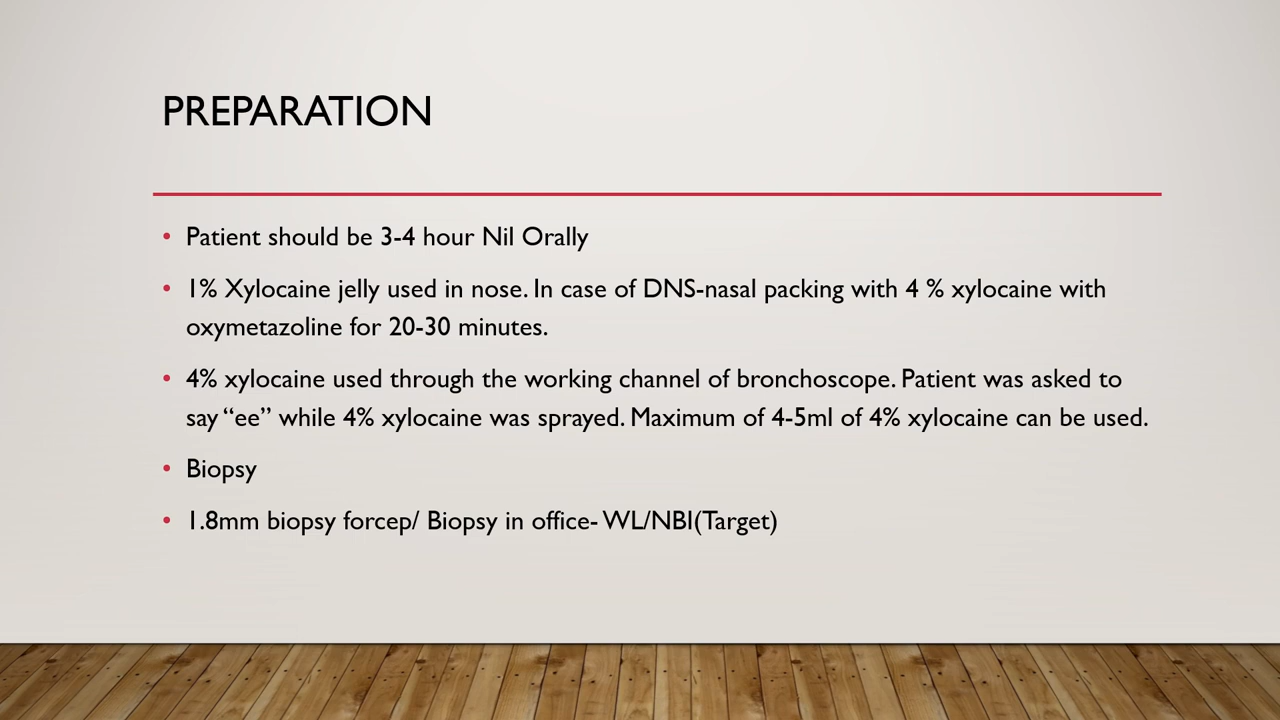 PREPARATION
• Patient should be 3-4 hour Nil Orally
• 1% Xylocaine jelly used in nose. In case of DNS-nasal packing with 4 % xylocaine with
oxymetazoline for 20-30 minutes.
• 4% xylocaine used through the working channel of bronchoscope. Patient was asked to
say “ee” while 4% xylocaine was sprayed. Maximum of 4-5ml of 4% xylocaine can be used.
• Biopsy
• 1.8mm biopsy forcep/ Biopsy in office- WL/NBI(Target)